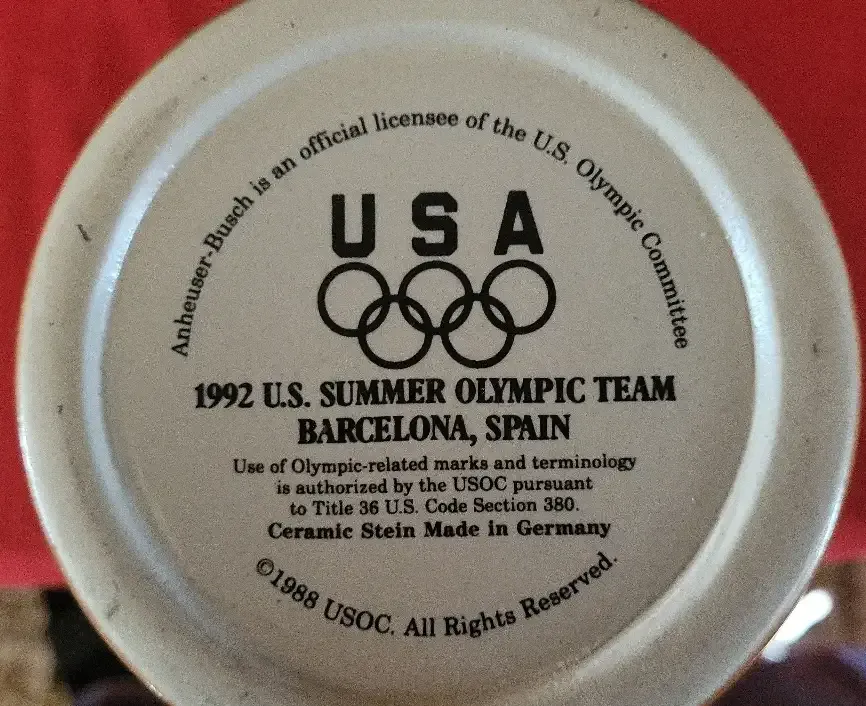 Anheuser-Busch is an official licensee of the U.S. Olympic Committee
USA
1992 U.S. SUMMER OLYMPIC TEAM
BARCELONA, SPAIN
Use of Olympic-related marks and terminology
is authorized by the USOC pursuant
to Title 36 U.S. Code Section 380.
Ceramic Stein Made in Germany
©1988 USOC. All Rights Reserved.